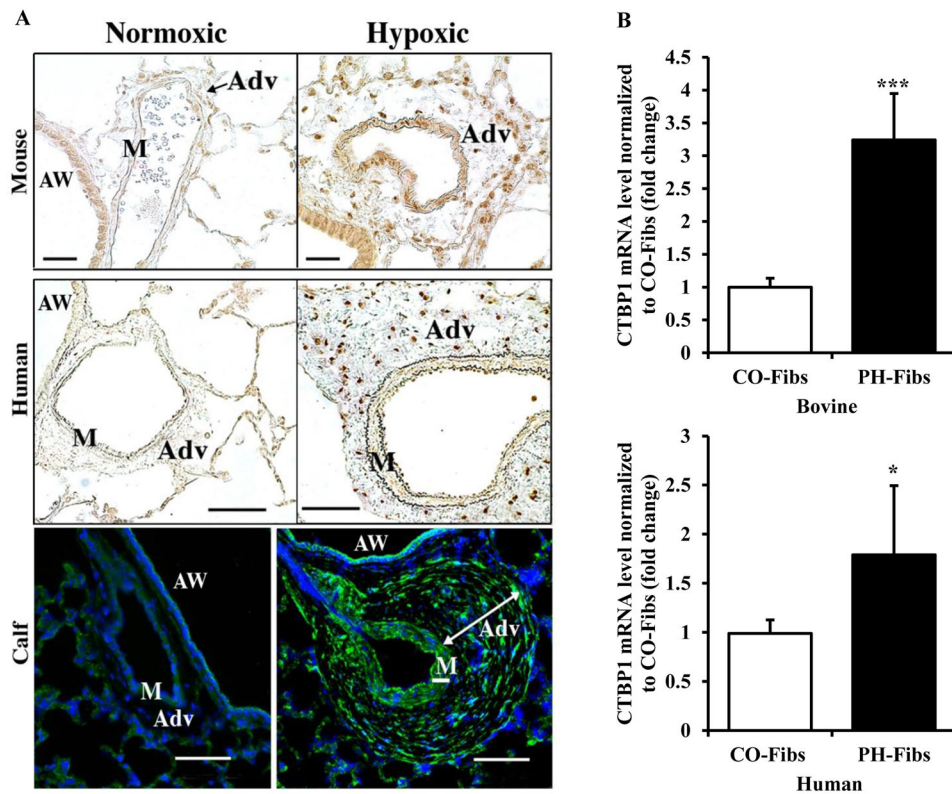 A
Normoxic
Hypoxic
Mouse
AW
M
Adv
Adv
Human
AW
M
Adv
Adv
M
Calf
AW
M
Adv
AW
Adv
M
B
CTBP1 mRNA level normalized
to CO-Fibs (fold change)
4.5
4
3.5
3
2.5
2
1.5
1
0.5
0
***
CO-Fibs
PH-Fibs
Bovine
CTBP1 mRNA level normalized
to CO-Fibs (fold change)
3
2.5
2
1.5
1
0.5
0
*
CO-Fibs
PH-Fibs
Human